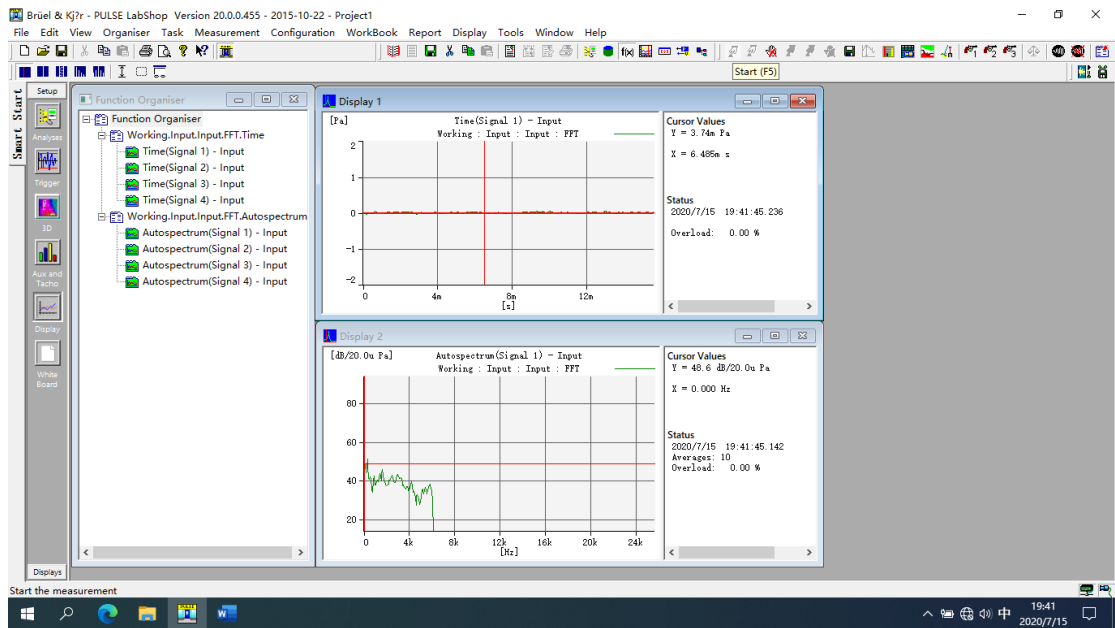 Brüel & Kj?r - PULSE LabShop Version 20.0.0.455 - 2015-10-22 - Project1
File Edit View Organiser Task Measurement Configuration WorkBook Report Display Tools Window Help
Start (F5)
Smart Start
Setup
Analyses
Trigger
3D
Aux and
Tacho
Display
White
Board
Displays
Function Organiser
Function Organiser
Working.Input.Input.FFT.Time
Time(Signal 1) - Input
Time(Signal 2) - Input
Time(Signal 3) - Input
Time(Signal 4) - Input
Working.Input.Input.FFT.Autospectrum
Autospectrum(Signal 1) - Input
Autospectrum(Signal 2) - Input
Autospectrum(Signal 3) - Input
Autospectrum(Signal 4) - Input
Display 1
[Pa] Time(Signal 1) - Input
Working : Input : Input : FFT
2
1
0
-1
-2
0 4m 8m 12m
[s]
Cursor Values
Y = 3.74m Pa
X = 6.485m s
Status
2020/7/15 19:41:45.236
Overload: 0.00 %
Display 2
[dB/20.0u Pa] Autospectrum(Signal 1) - Input
Working : Input : Input : FFT
80
60
40
20
0 4k 8k 12k 16k 20k 24k
[Hz]
Cursor Values
Y = 48.6 dB/20.0u Pa
X = 0.000 Hz
Status
2020/7/15 19:41:45.142
Averages: 10
Overload: 0.00 %
Start the measurement
中
19:41
2020/7/15